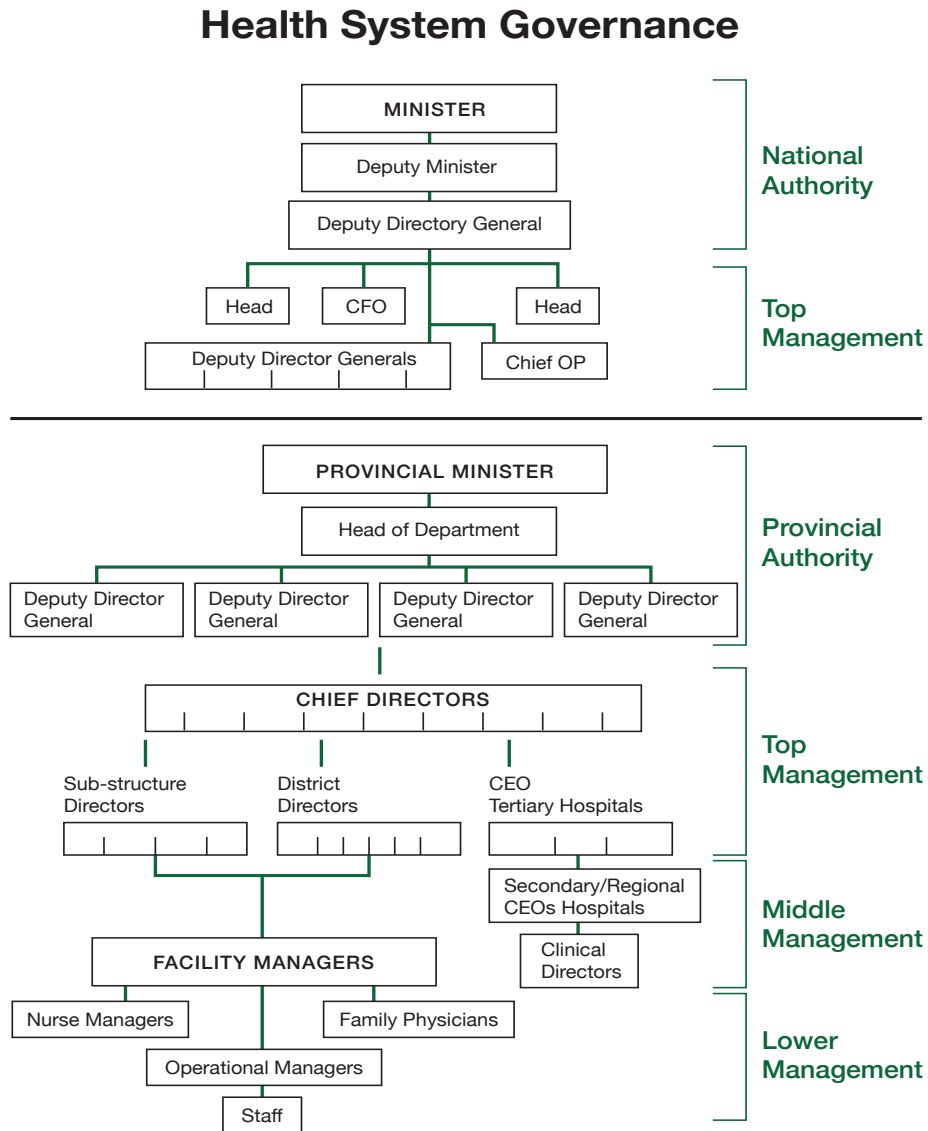 Health System Governance
MINISTER
National
Authority
Deputy Minister
Deputy Directory General
Head
CFO
Head
Top
Management
Deputy Director Generals
Chief OP
PROVINCIAL MINISTER
Head of Department
Provincial
Authority
Deputy Director
General
Deputy Director
General
Deputy Director
General
Deputy Director
General
CHIEF DIRECTORS
Top
Management
Sub-structure
Directors
District
Directors
CEO
Tertiary Hospitals
Secondary/Regional
CEOs Hospitals
Middle
Management
Clinical
Directors
FACILITY MANAGERS
Nurse Managers
Family Physicians
Lower
Management
Operational Managers
Staff